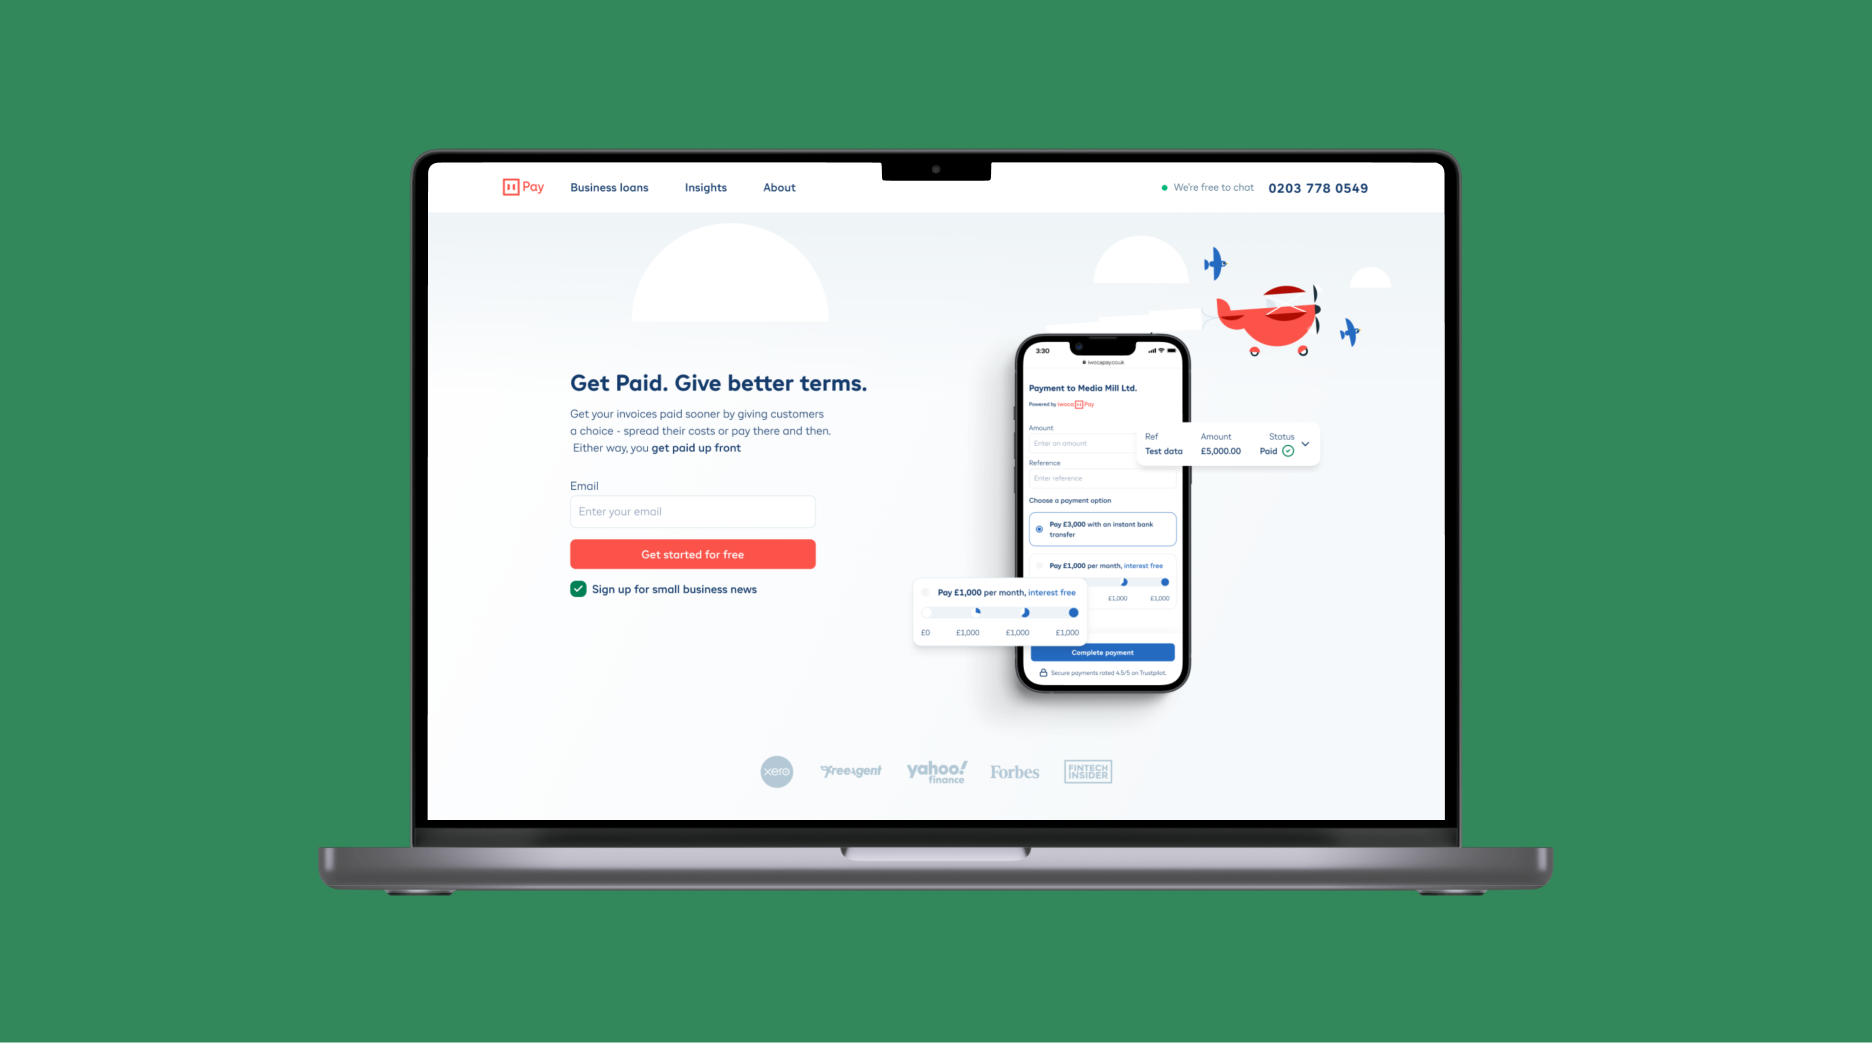 Pay
Business loans
Insights
About
We're free to chat
0203 778 0549
Get Paid. Give better terms.
Get your invoices paid sooner by giving customers
a choice - spread their costs or pay there and then.
Either way, you get paid up front
Email
Enter your email
Get started for free
Sign up for small business news
3:30
iwocapay.co.uk
Payment to Media Mill Ltd.
Powered by iwoca Pay
Amount
Enter an amount
Reference
Enter reference
Choose a payment option
Pay £3,000 with an instant bank
transfer
Pay £1,000 per month, interest free
£1,000 £1,000
Complete payment
Secure payments rated 4.5/5 on Trustpilot.
Ref Amount Status
Test data £5,000.00 Paid
Pay £1,000 per month, interest free
£0 £1,000 £1,000 £1,000
xero
freeagent
yahoo!
finance
Forbes
FINTECH
INSIDER